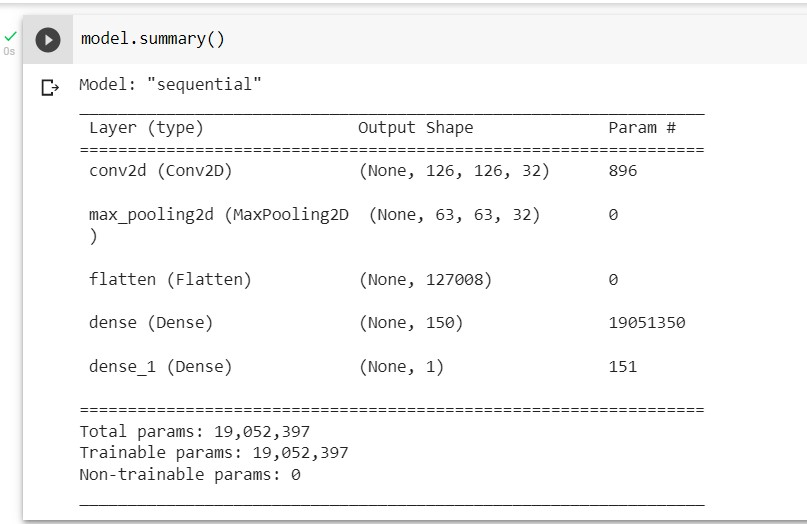 model.summary()
0s
Model: "sequential"
_________________________________________________________________
Layer (type) Output Shape Param #
=================================================================
conv2d (Conv2D) (None, 126, 126, 32) 896
max_pooling2d (MaxPooling2D (None, 63, 63, 32) 0
)
flatten (Flatten) (None, 127008) 0
dense (Dense) (None, 150) 19051350
dense_1 (Dense) (None, 1) 151
=================================================================
Total params: 19,052,397
Trainable params: 19,052,397
Non-trainable params: 0
_________________________________________________________________